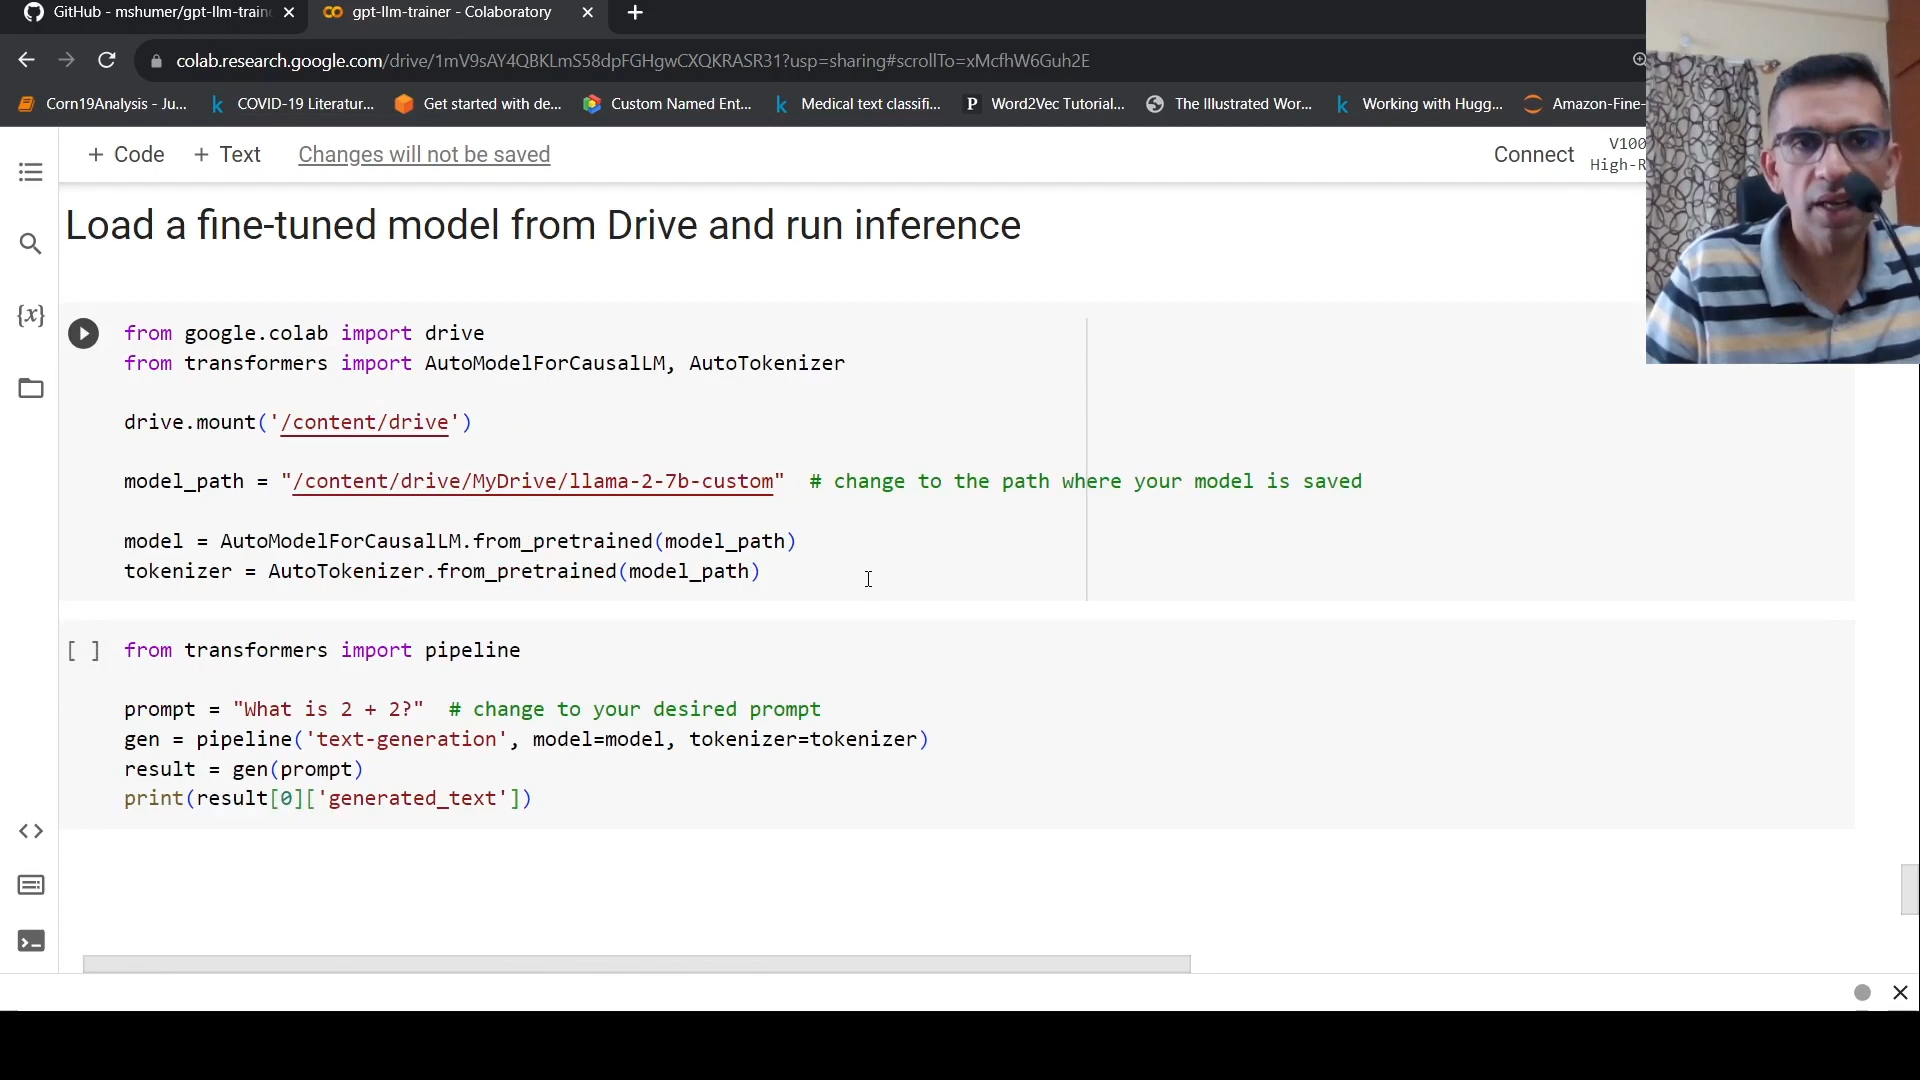 GitHub - mshumer/gpt-llm-train
gpt-llm-trainer - Colaboratory
colab.research.google.com/drive/1mV9sAY4QBKLmS58dpFGHgwCXQKRASR31?usp=sharing#scrollTo=xMcfhW6Guh2E
Corn19Analysis - Ju...
COVID-19 Literatur...
Get started with de...
Custom Named Ent...
Medical text classifi...
Word2Vec Tutorial...
The Illustrated Wor...
Working with Hugg...
Amazon-Fine-
+ Code
+ Text
Changes will not be saved
Connect
V100
High-R
Load a fine-tuned model from Drive and run inference
from google.colab import drive
from transformers import AutoModelForCausalLM, AutoTokenizer
drive.mount('/content/drive')
model_path = "/content/drive/MyDrive/llama-2-7b-custom"  # change to the path where your model is saved
model = AutoModelForCausalLM.from_pretrained(model_path)
tokenizer = AutoTokenizer.from_pretrained(model_path)
[ ] from transformers import pipeline
prompt = "What is 2 + 2?"  # change to your desired prompt
gen = pipeline('text-generation', model=model, tokenizer=tokenizer)
result = gen(prompt)
print(result[0]['generated_text'])